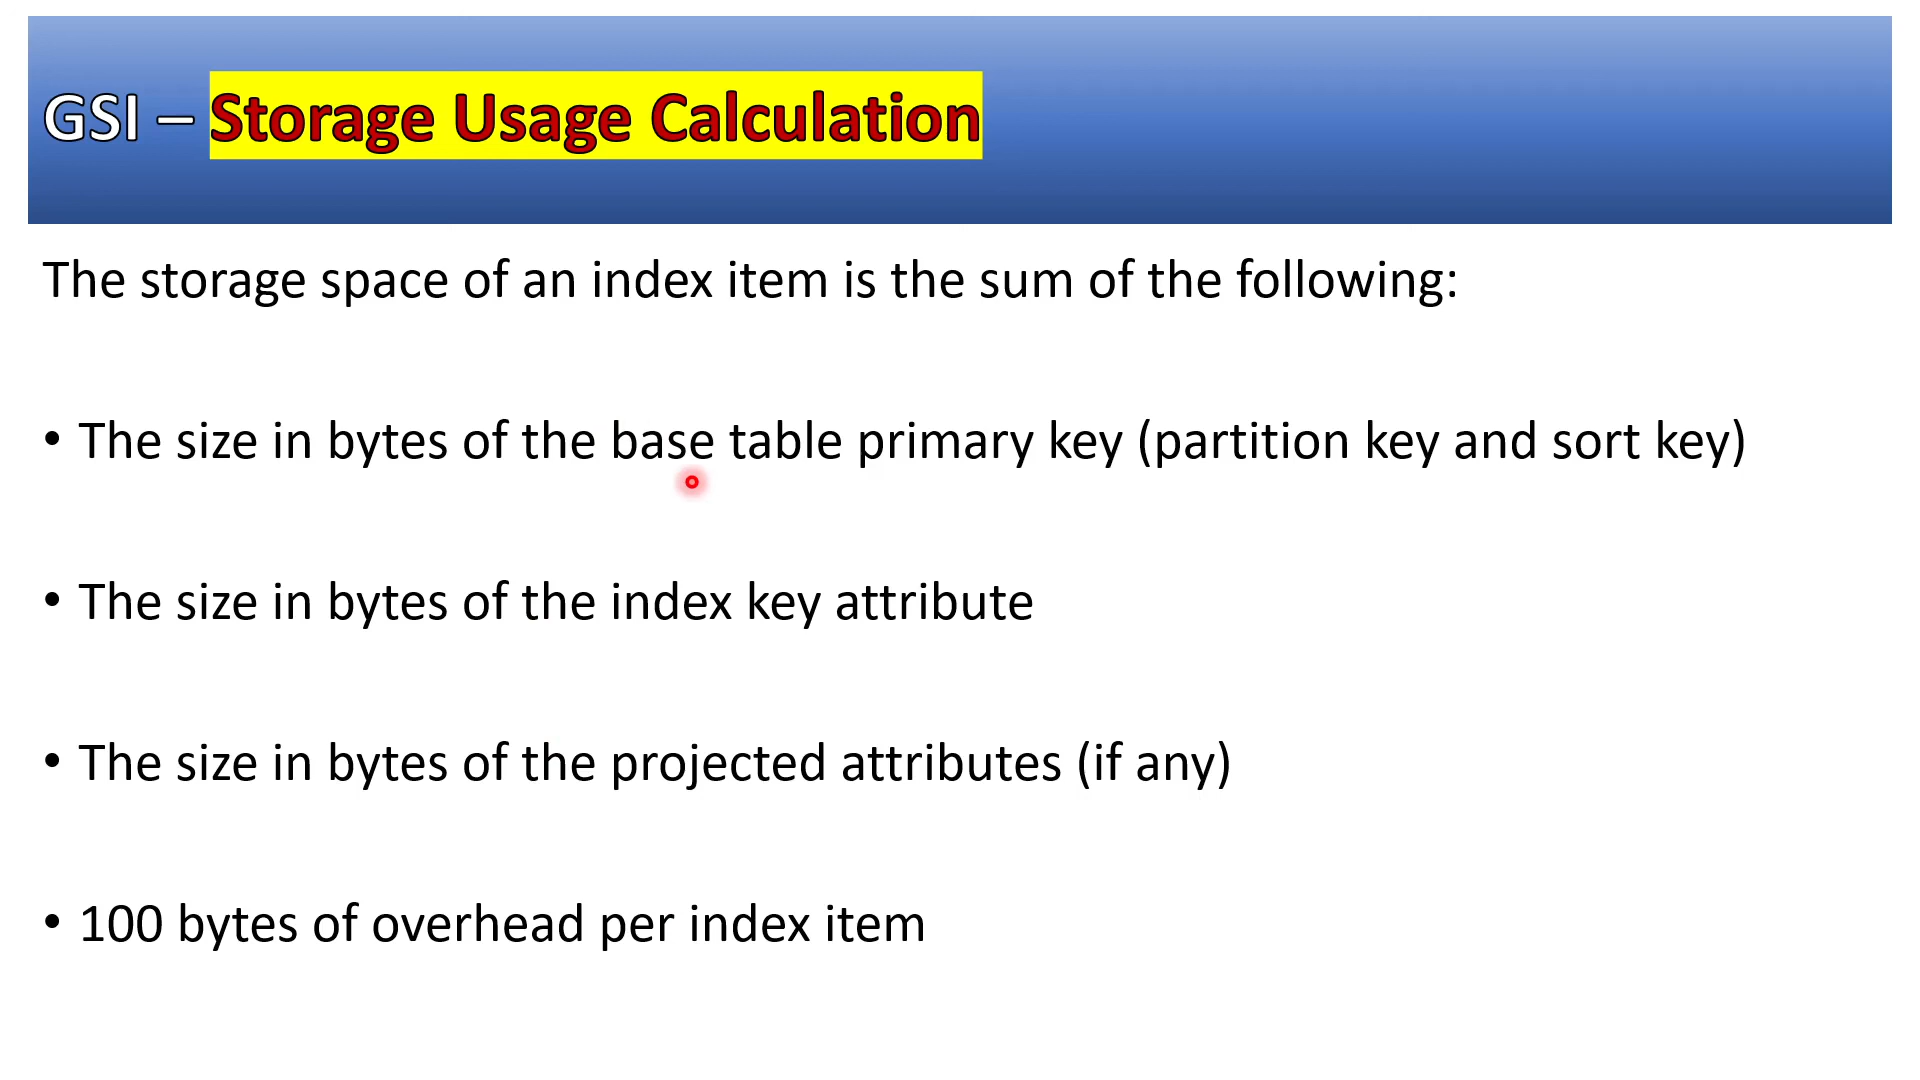 GSI – Storage Usage Calculation
The storage space of an index item is the sum of the following:
• The size in bytes of the base table primary key (partition key and sort key)
• The size in bytes of the index key attribute
• The size in bytes of the projected attributes (if any)
• 100 bytes of overhead per index item